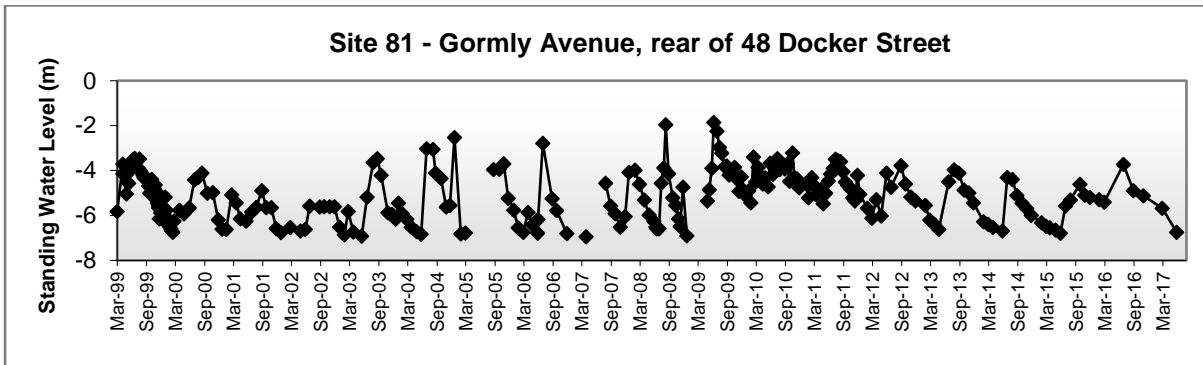 Site 81 - Gormly Avenue, rear of 48 Docker Street
Standing Water Level (m)
0
-2
-4
-6
-8
Mar-99
Sep-99
Mar-00
Sep-00
Mar-01
Sep-01
Mar-02
Sep-02
Mar-03
Sep-03
Mar-04
Sep-04
Mar-05
Sep-05
Mar-06
Sep-06
Mar-07
Sep-07
Mar-08
Sep-08
Mar-09
Sep-09
Mar-10
Sep-10
Mar-11
Sep-11
Mar-12
Sep-12
Mar-13
Sep-13
Mar-14
Sep-14
Mar-15
Sep-15
Mar-16
Sep-16
Mar-17